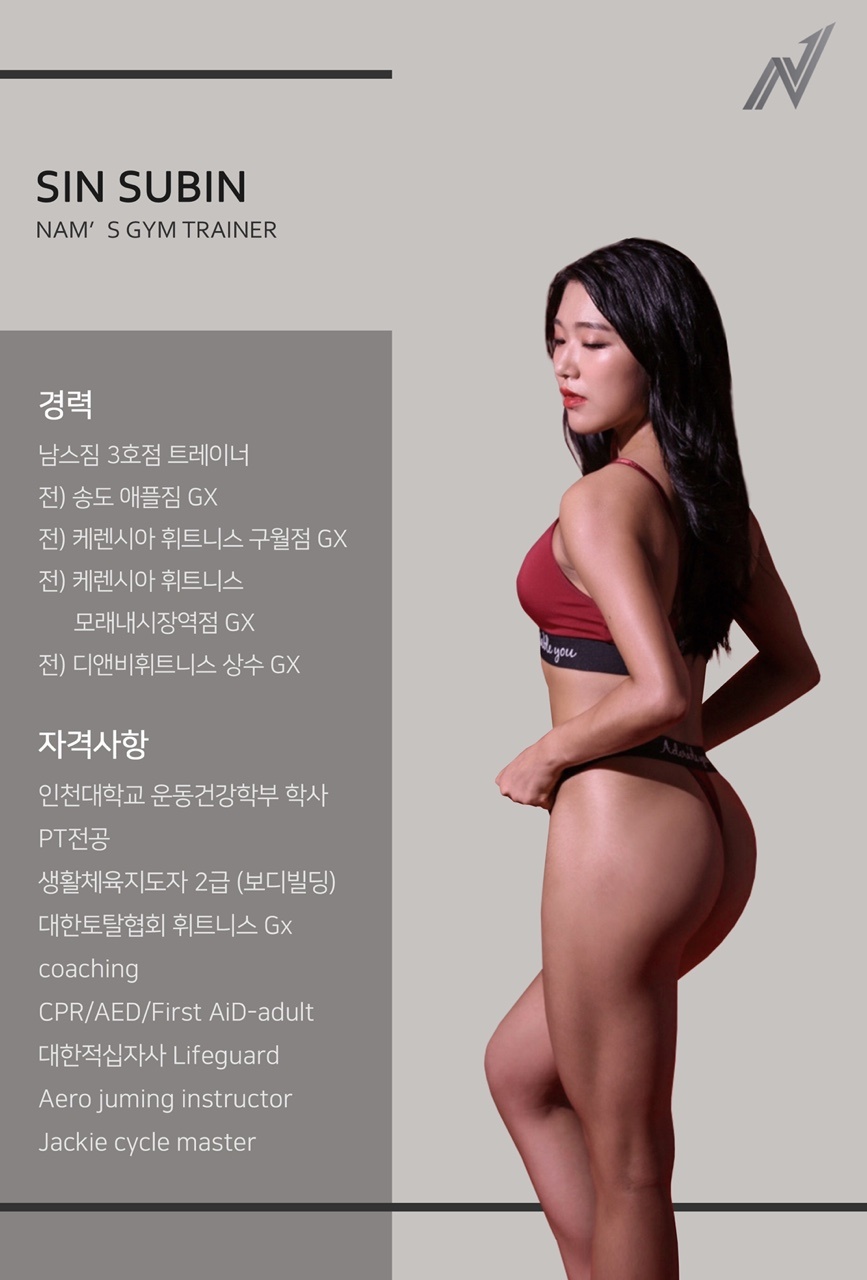 SIN SUBIN
NAM’ S GYM TRAINER
경력
남스짐 3호점 트레이너
전) 송도 애플짐 GX
전) 케렌시아 휘트니스 구월점 GX
전) 케렌시아 휘트니스
모래내시장역점 GX
전) 디앤비휘트니스 상수 GX
자격사항
인천대학교 운동건강학부 학사
PT전공
생활체육지도자 2급 (보디빌딩)
대한토탈협회 휘트니스 Gx
coaching
CPR/AED/First AiD-adult
대한적십자사 Lifeguard
Aero juming instructor
Jackie cycle master
you